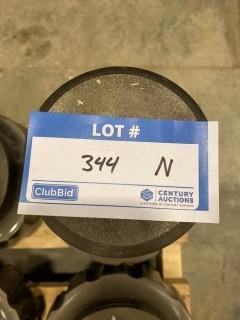 LOT #
344 N
ClubBid
CENTURY
AUCTIONS